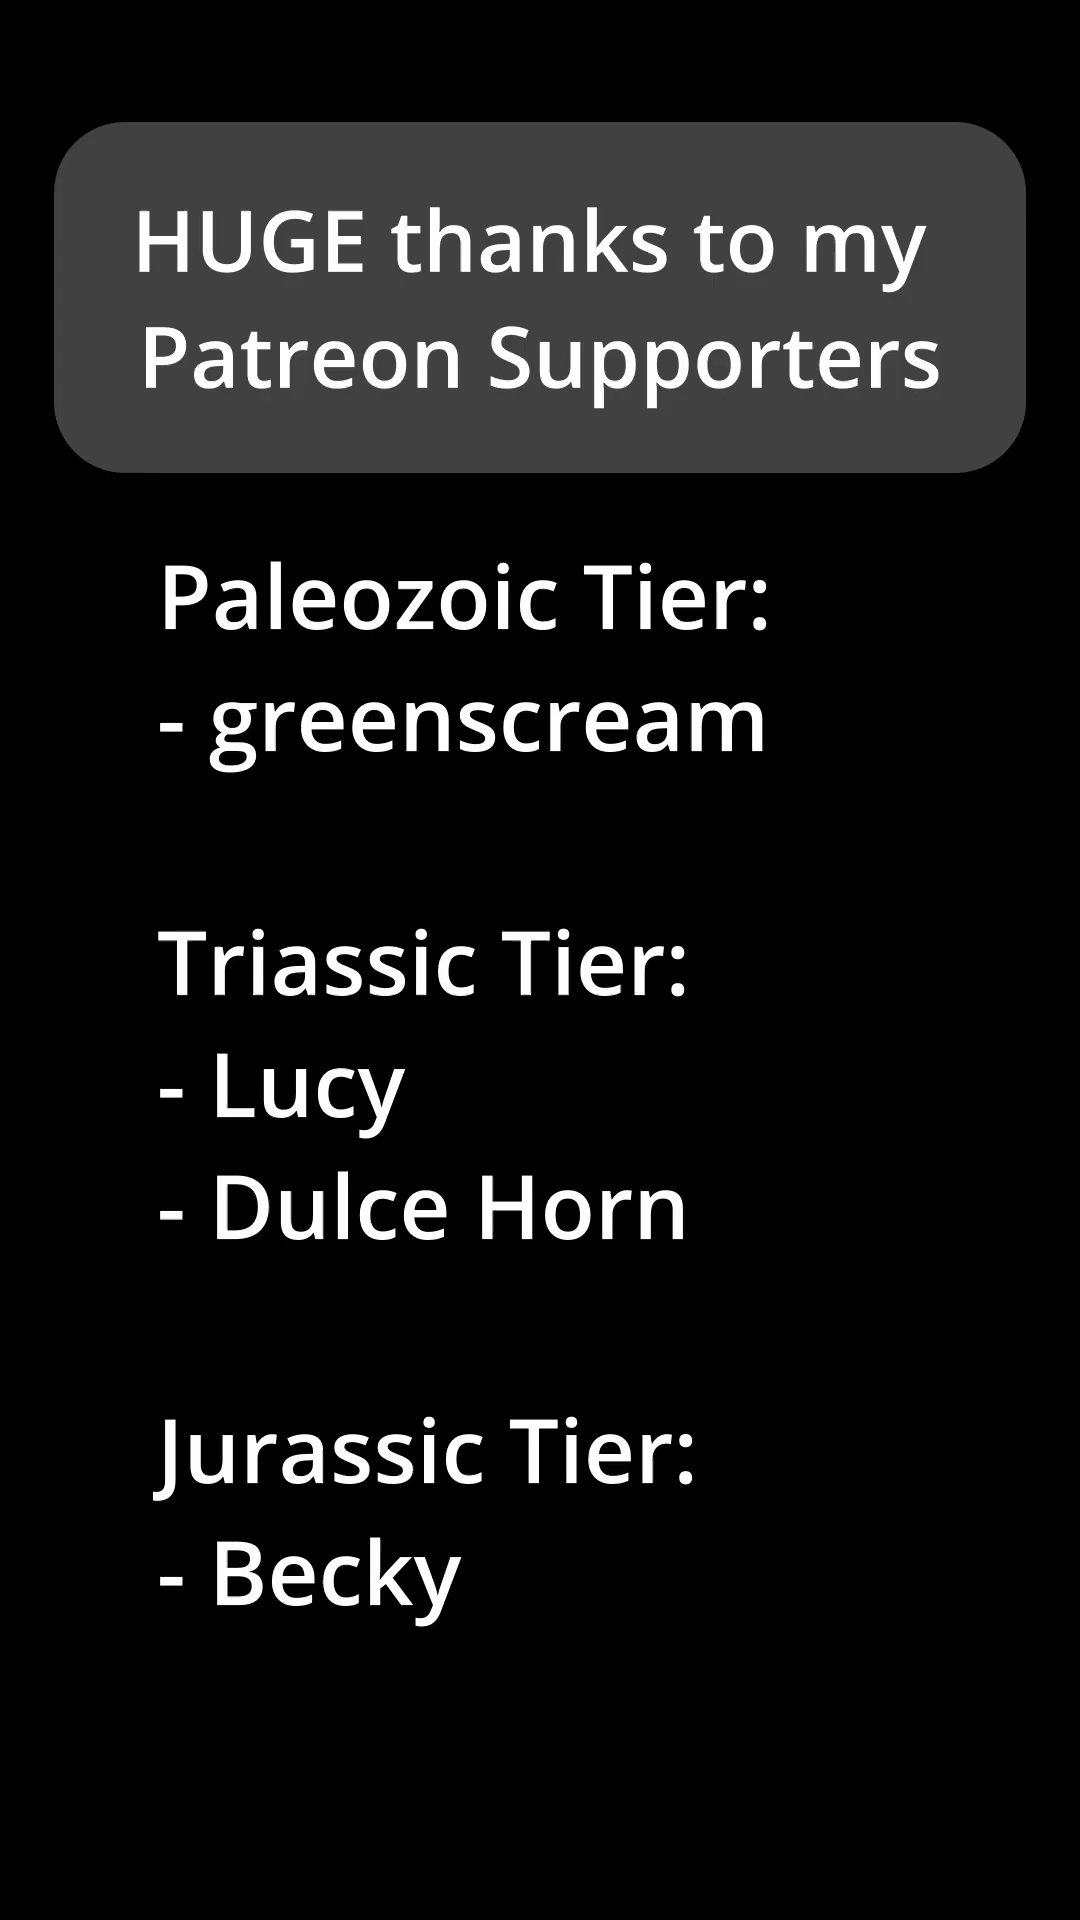 HUGE thanks to my
Patreon Supporters
Paleozoic Tier:
- greenscream
Triassic Tier:
- Lucy
- Dulce Horn
Jurassic Tier:
- Becky